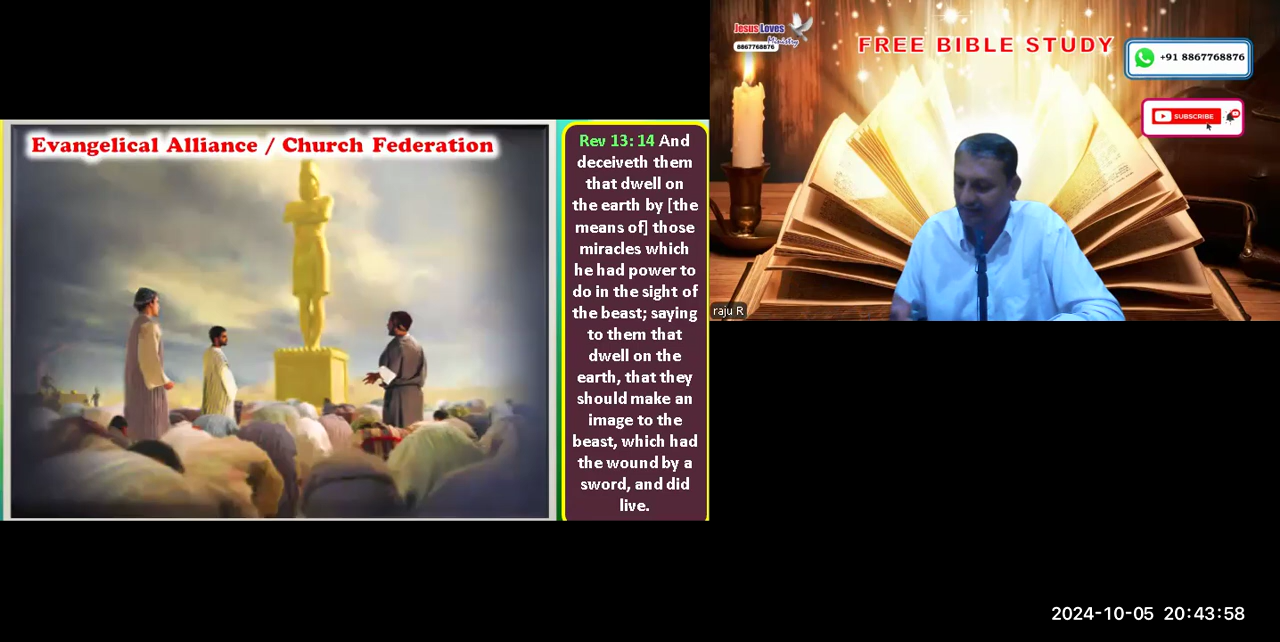 Evangelical Alliance / Church Federation
Rev 13: 14 And
deceiveth them
that dwell on
the earth by [the
means of] those
miracles which
he had power to
do in the sight of
the beast; saying
to them that
dwell on the
earth, that they
should make an
image to the
beast, which had
the wound by a
sword, and did
live.
Jesus Loves
Ministry
8867768876
FREE BIBLE STUDY
+91 8867768876
SUBSCRIBE
raju R
2024-10-05 20:43:58